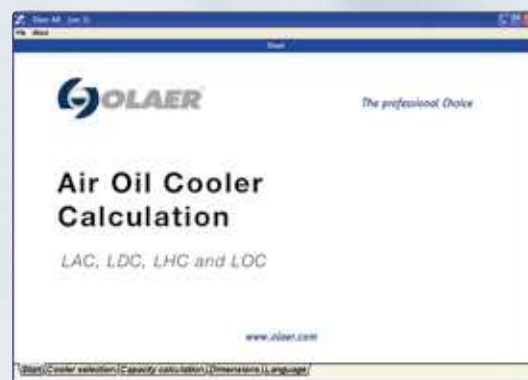 File About
Start
OLAER
The professional Choice
Air Oil Cooler
Calculation
LAC, LDC, LHC and LOC
www.olaer.com
Start Cooler selection Capacity calculation Dimensions Language